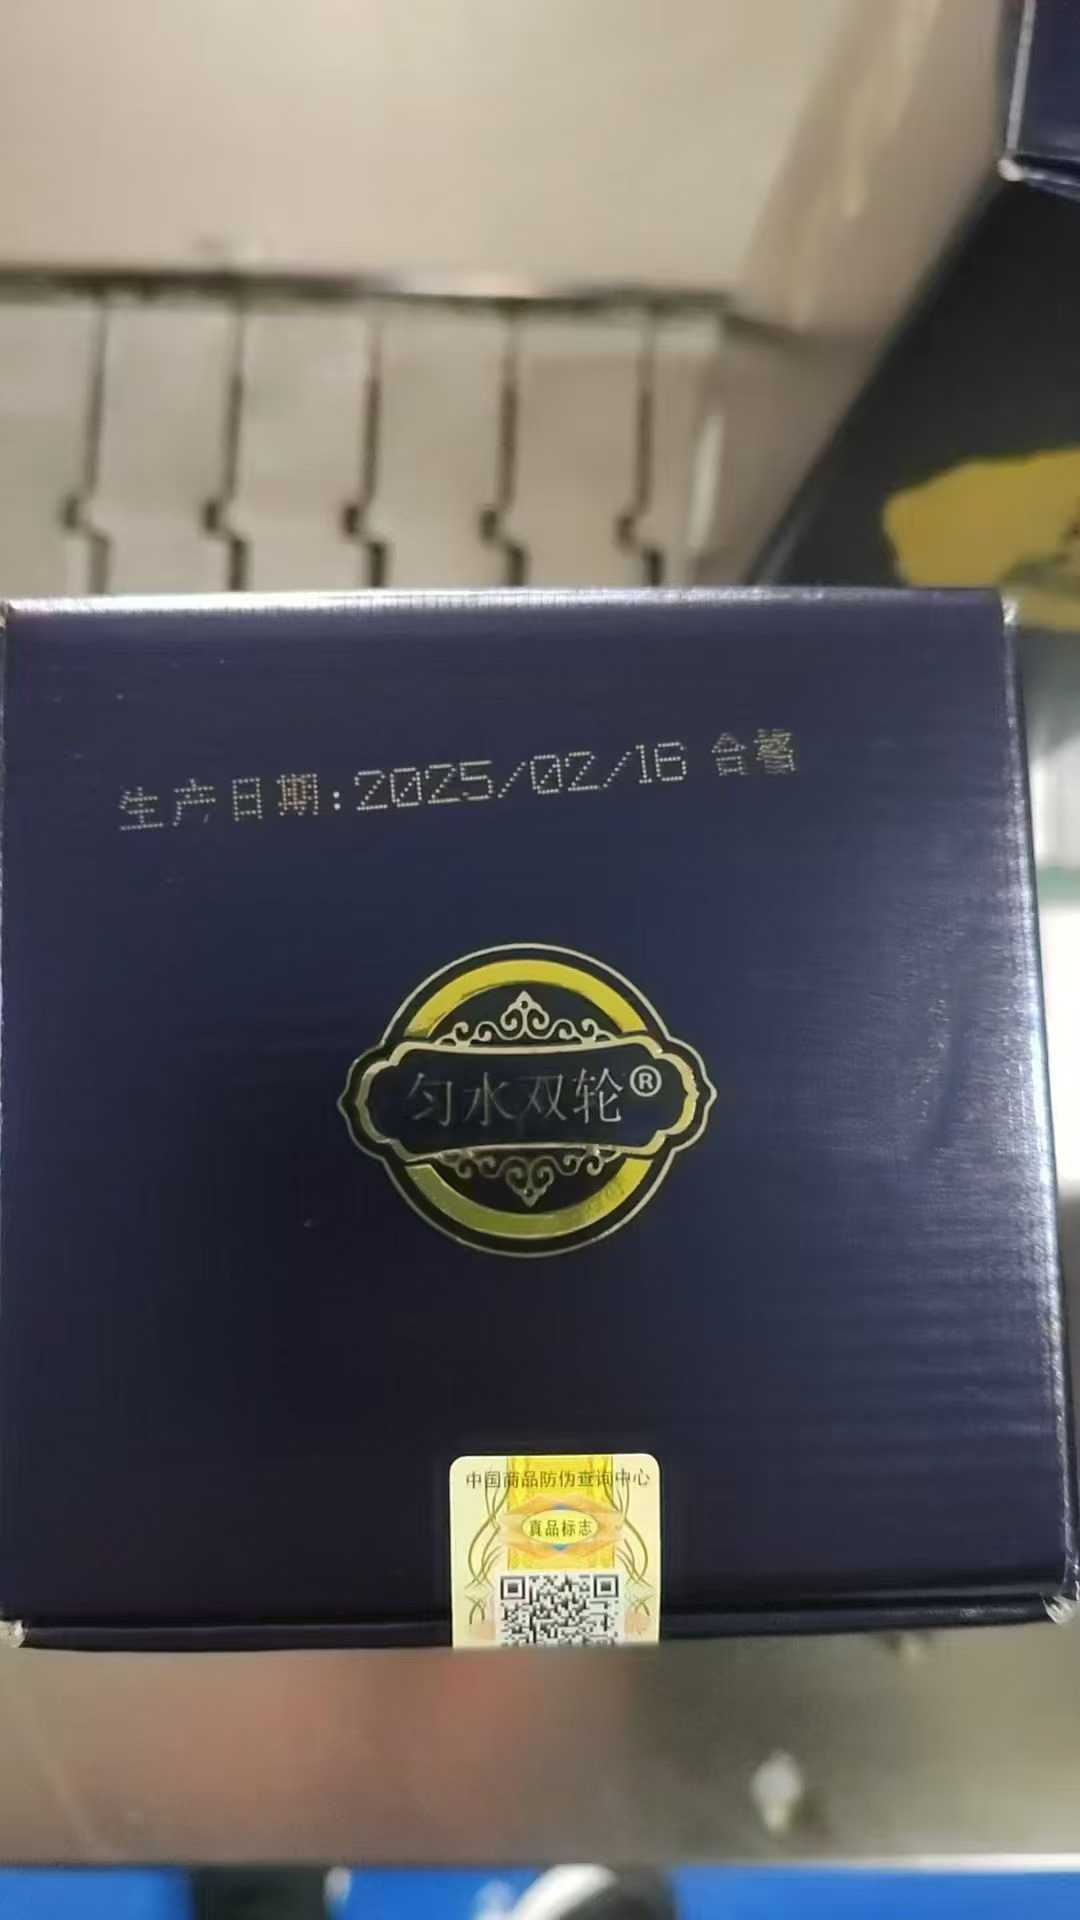 生产日期:2025/02/16 合格
匀水双轮®
中国商品防伪查询中心
真品标志